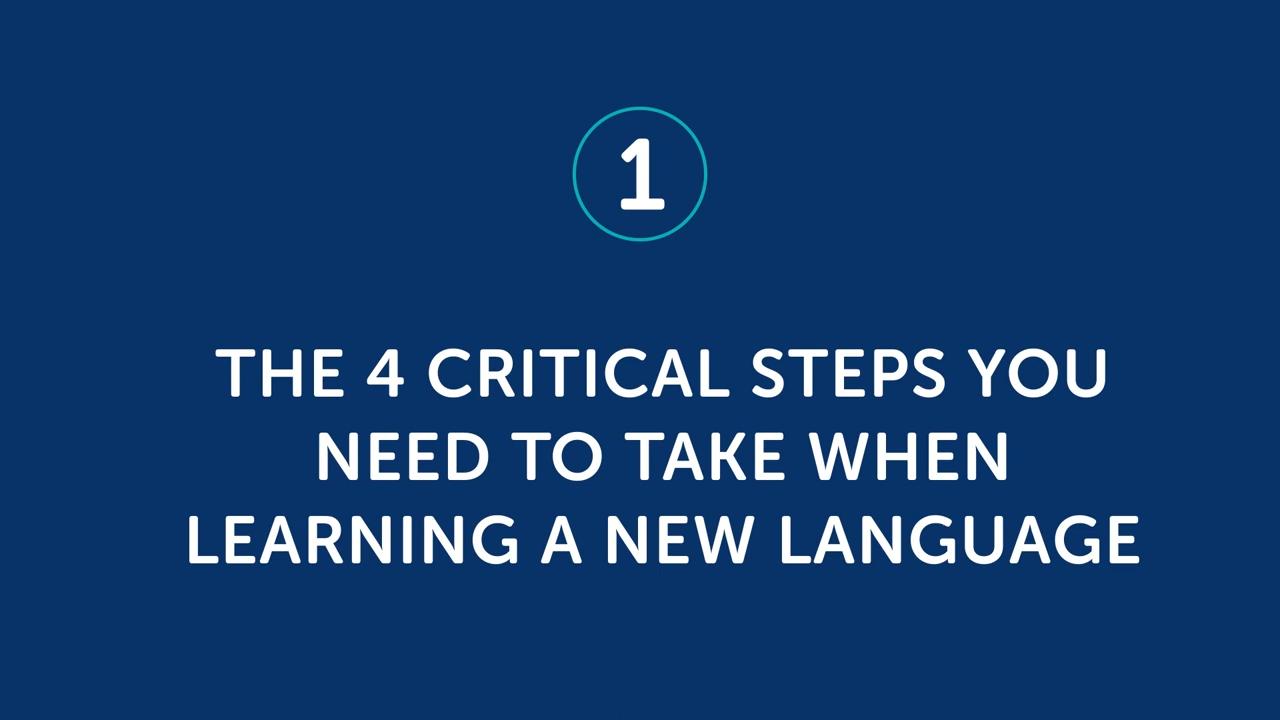 1
THE 4 CRITICAL STEPS YOU
NEED TO TAKE WHEN
LEARNING A NEW LANGUAGE